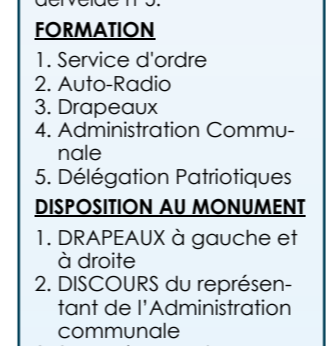 FORMATION
1. Service d'ordre
2. Auto-Radio
3. Drapeaux
4. Administration Commu-
nale
5. Délégation Patriotiques
DISPOSITION AU MONUMENT
1. DRAPEAUX à gauche et
à droite
2. DISCOURS du représen-
tant de l'Administration
communale